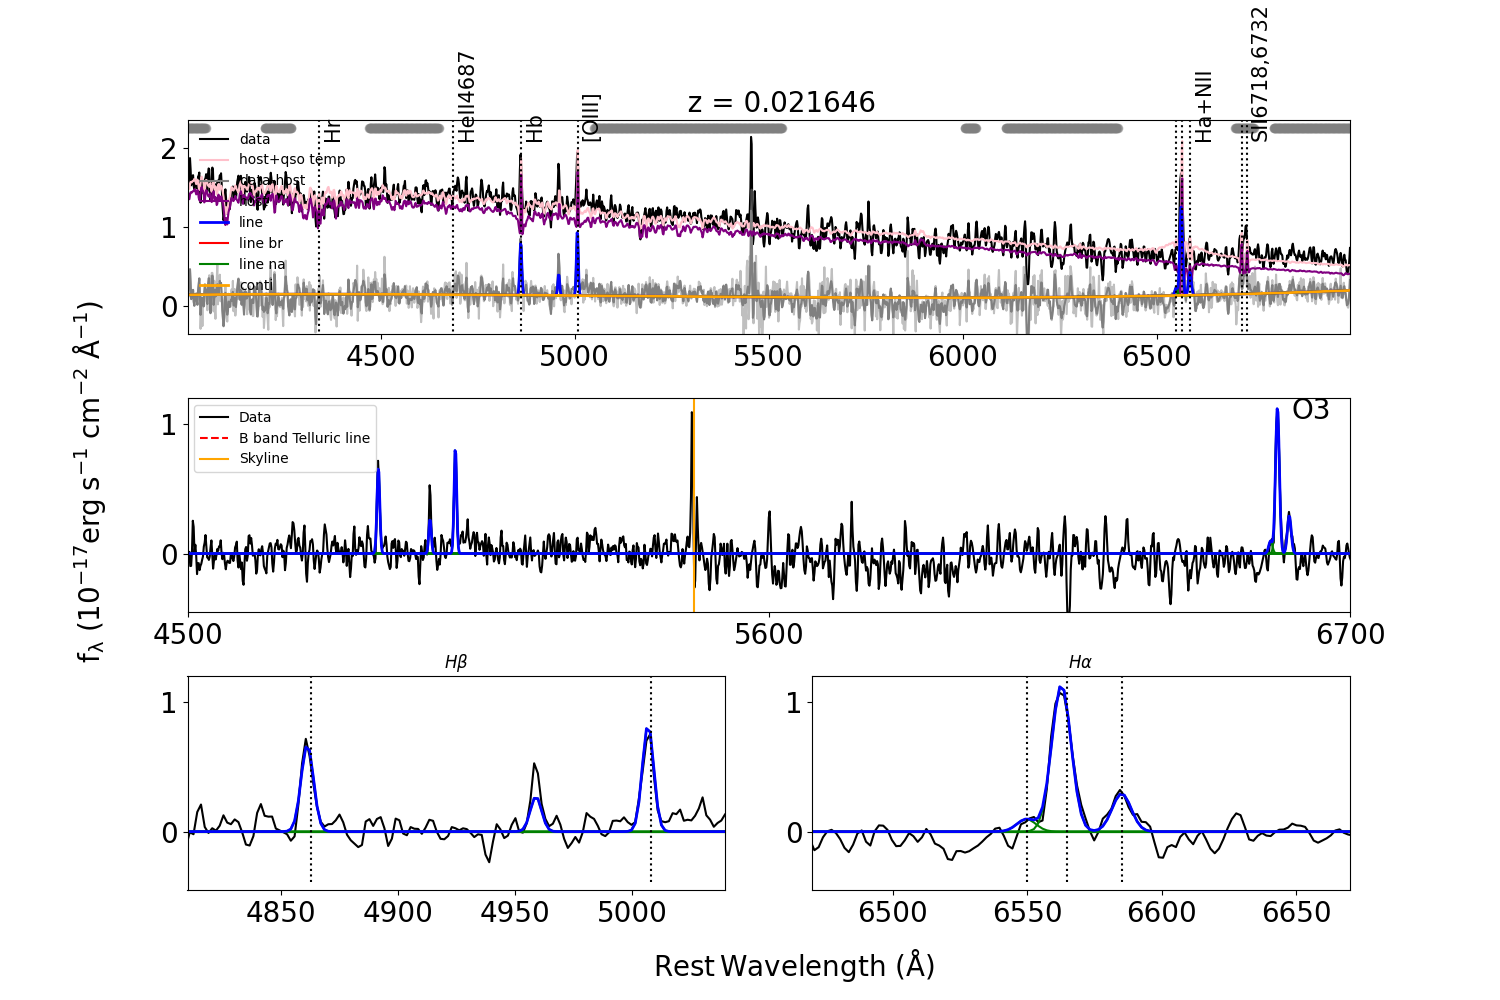 z = 0.021646
Hr
HeII4687
Hb
[OIII]
Ha+NII
SII6718,6732
data
host+qso temp
data-host
host
line
line br
line na
conti
2
1
0
4500
5000
5500
6000
6500
Data
B band Telluric line
Skyline
O3
1
0
4500
5600
6700
fλ (10⁻¹⁷erg s⁻¹ cm⁻² Å⁻¹)
Hβ
1
0
4850
4900
4950
5000
Hα
1
0
6500
6550
6600
6650
Rest Wavelength (Å)